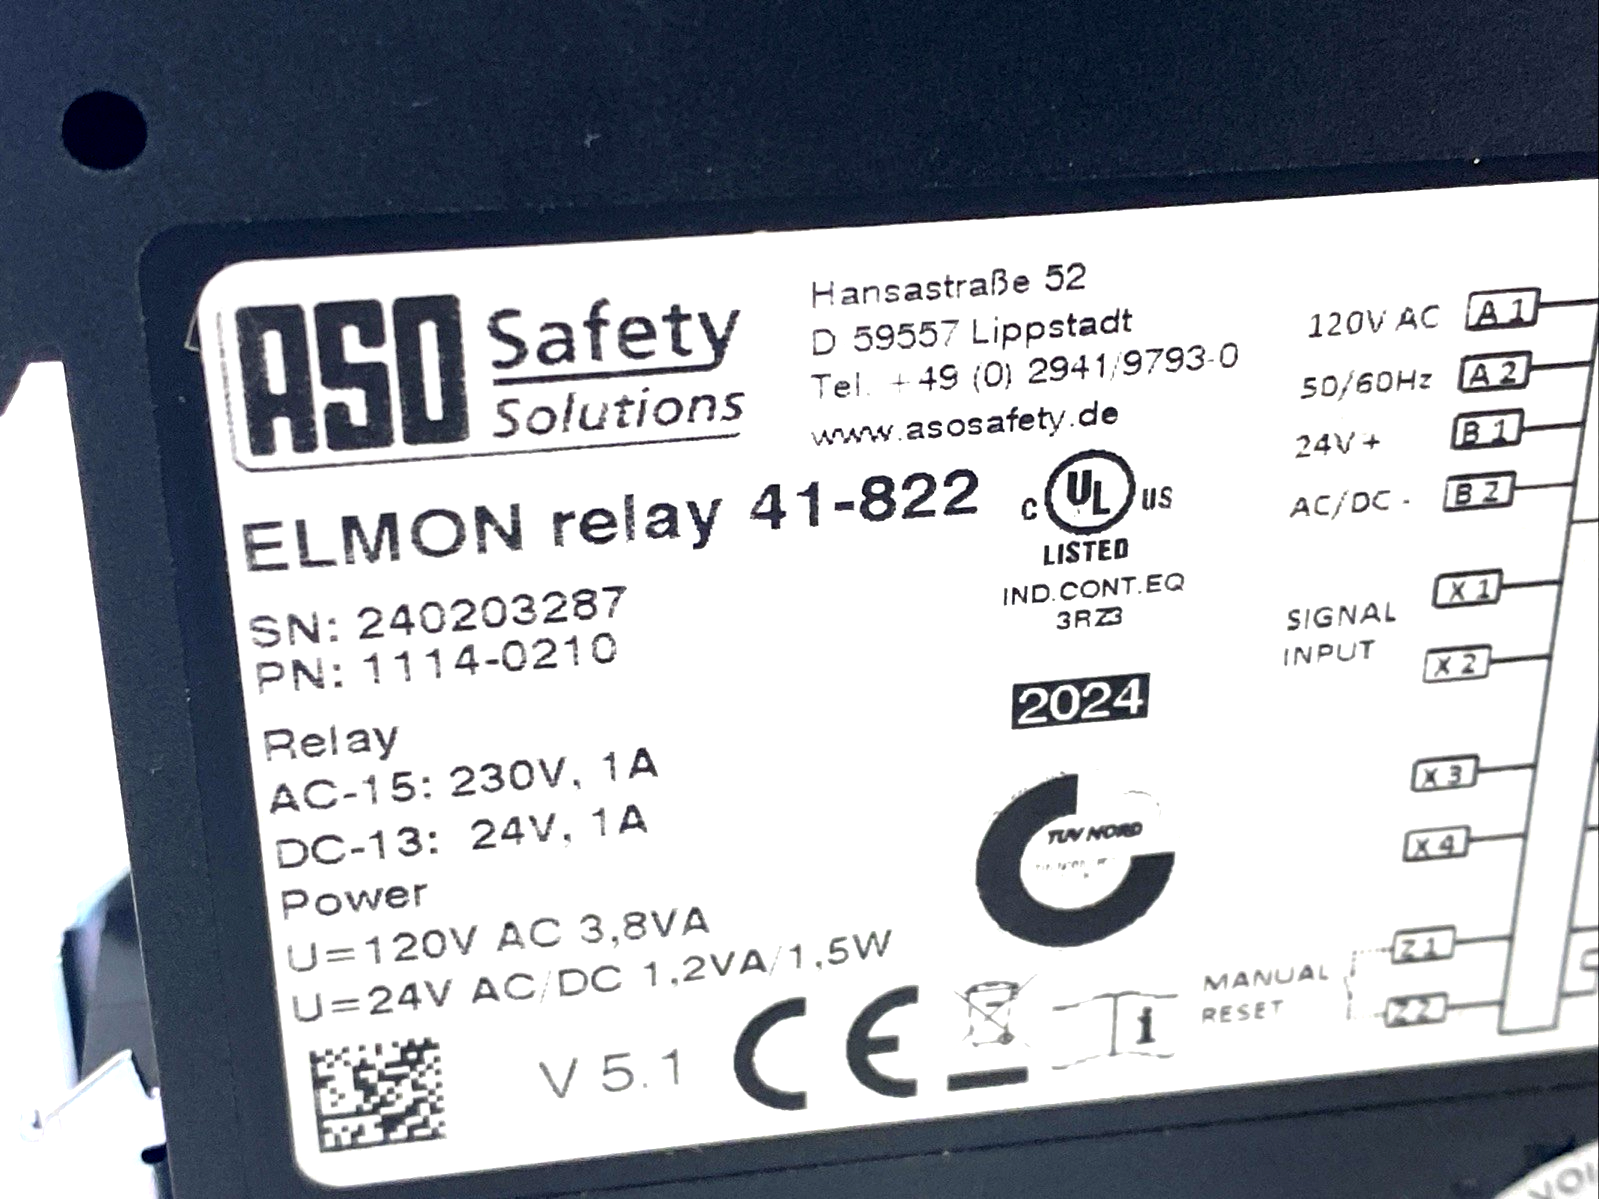 ASO Safety
Solutions
Hansastraße 52
D 59557 Lippstadt
Tel. +49 (0) 2941/9793-0
www.asosafety.de
ELMON relay 41-822
C UL US
LISTED
IND.CONT.EQ
3RZ3
SN: 240203287
PN: 1114-0210
2024
Relay
AC-15: 230V, 1A
DC-13: 24V, 1A
Power
U=120V AC 3,8VA
U=24V AC/DC 1,2VA/1,5W
TÜV NORD
V 5.1
CE
i
120V AC A1
50/60Hz A2
24V + B1
AC/DC - B2
SIGNAL
INPUT
X1
X2
X3
X4
MANUAL
RESET
Z1
Z2